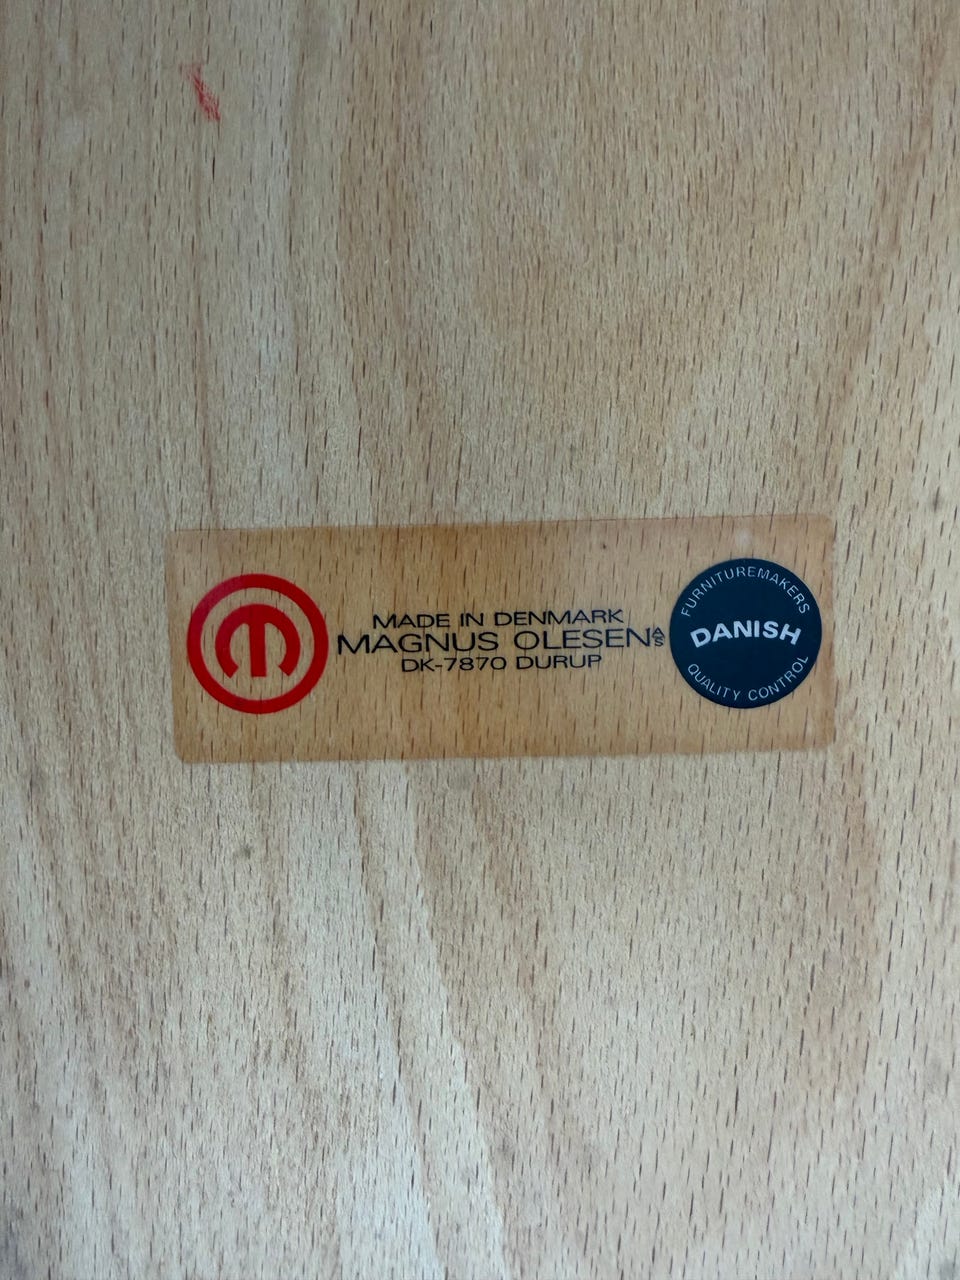 MADE IN DENMARK
MAGNUS OLESEN A/S
DK-7870 DURUP
FURNITUREMAKERS
DANISH
QUALITY CONTROL